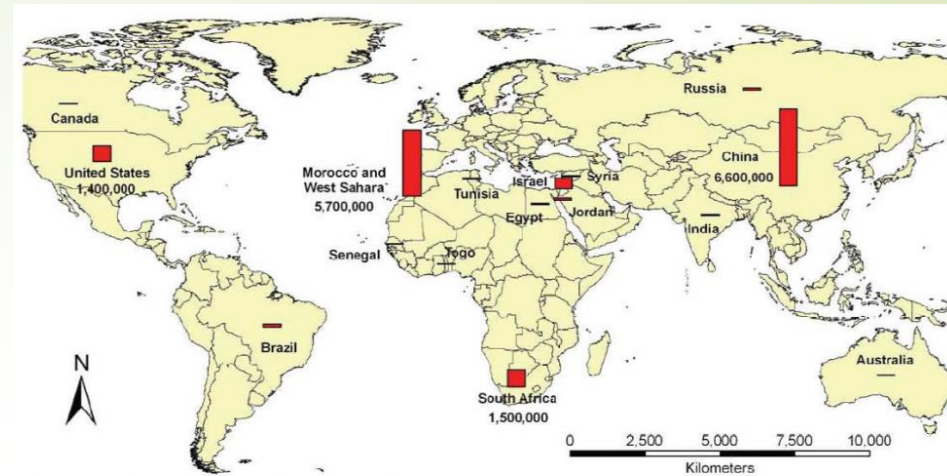 Canada
Russia
United States
1,400,000
Morocco and
West Sahara
5,700,000
Tunisia
Israel
Syria
Egypt
Jordan
China
6,600,000
India
Senegal
Togo
Brazil
South Africa
1,500,000
Australia
N
0 2,500 5,000 7,500 10,000
Kilometers